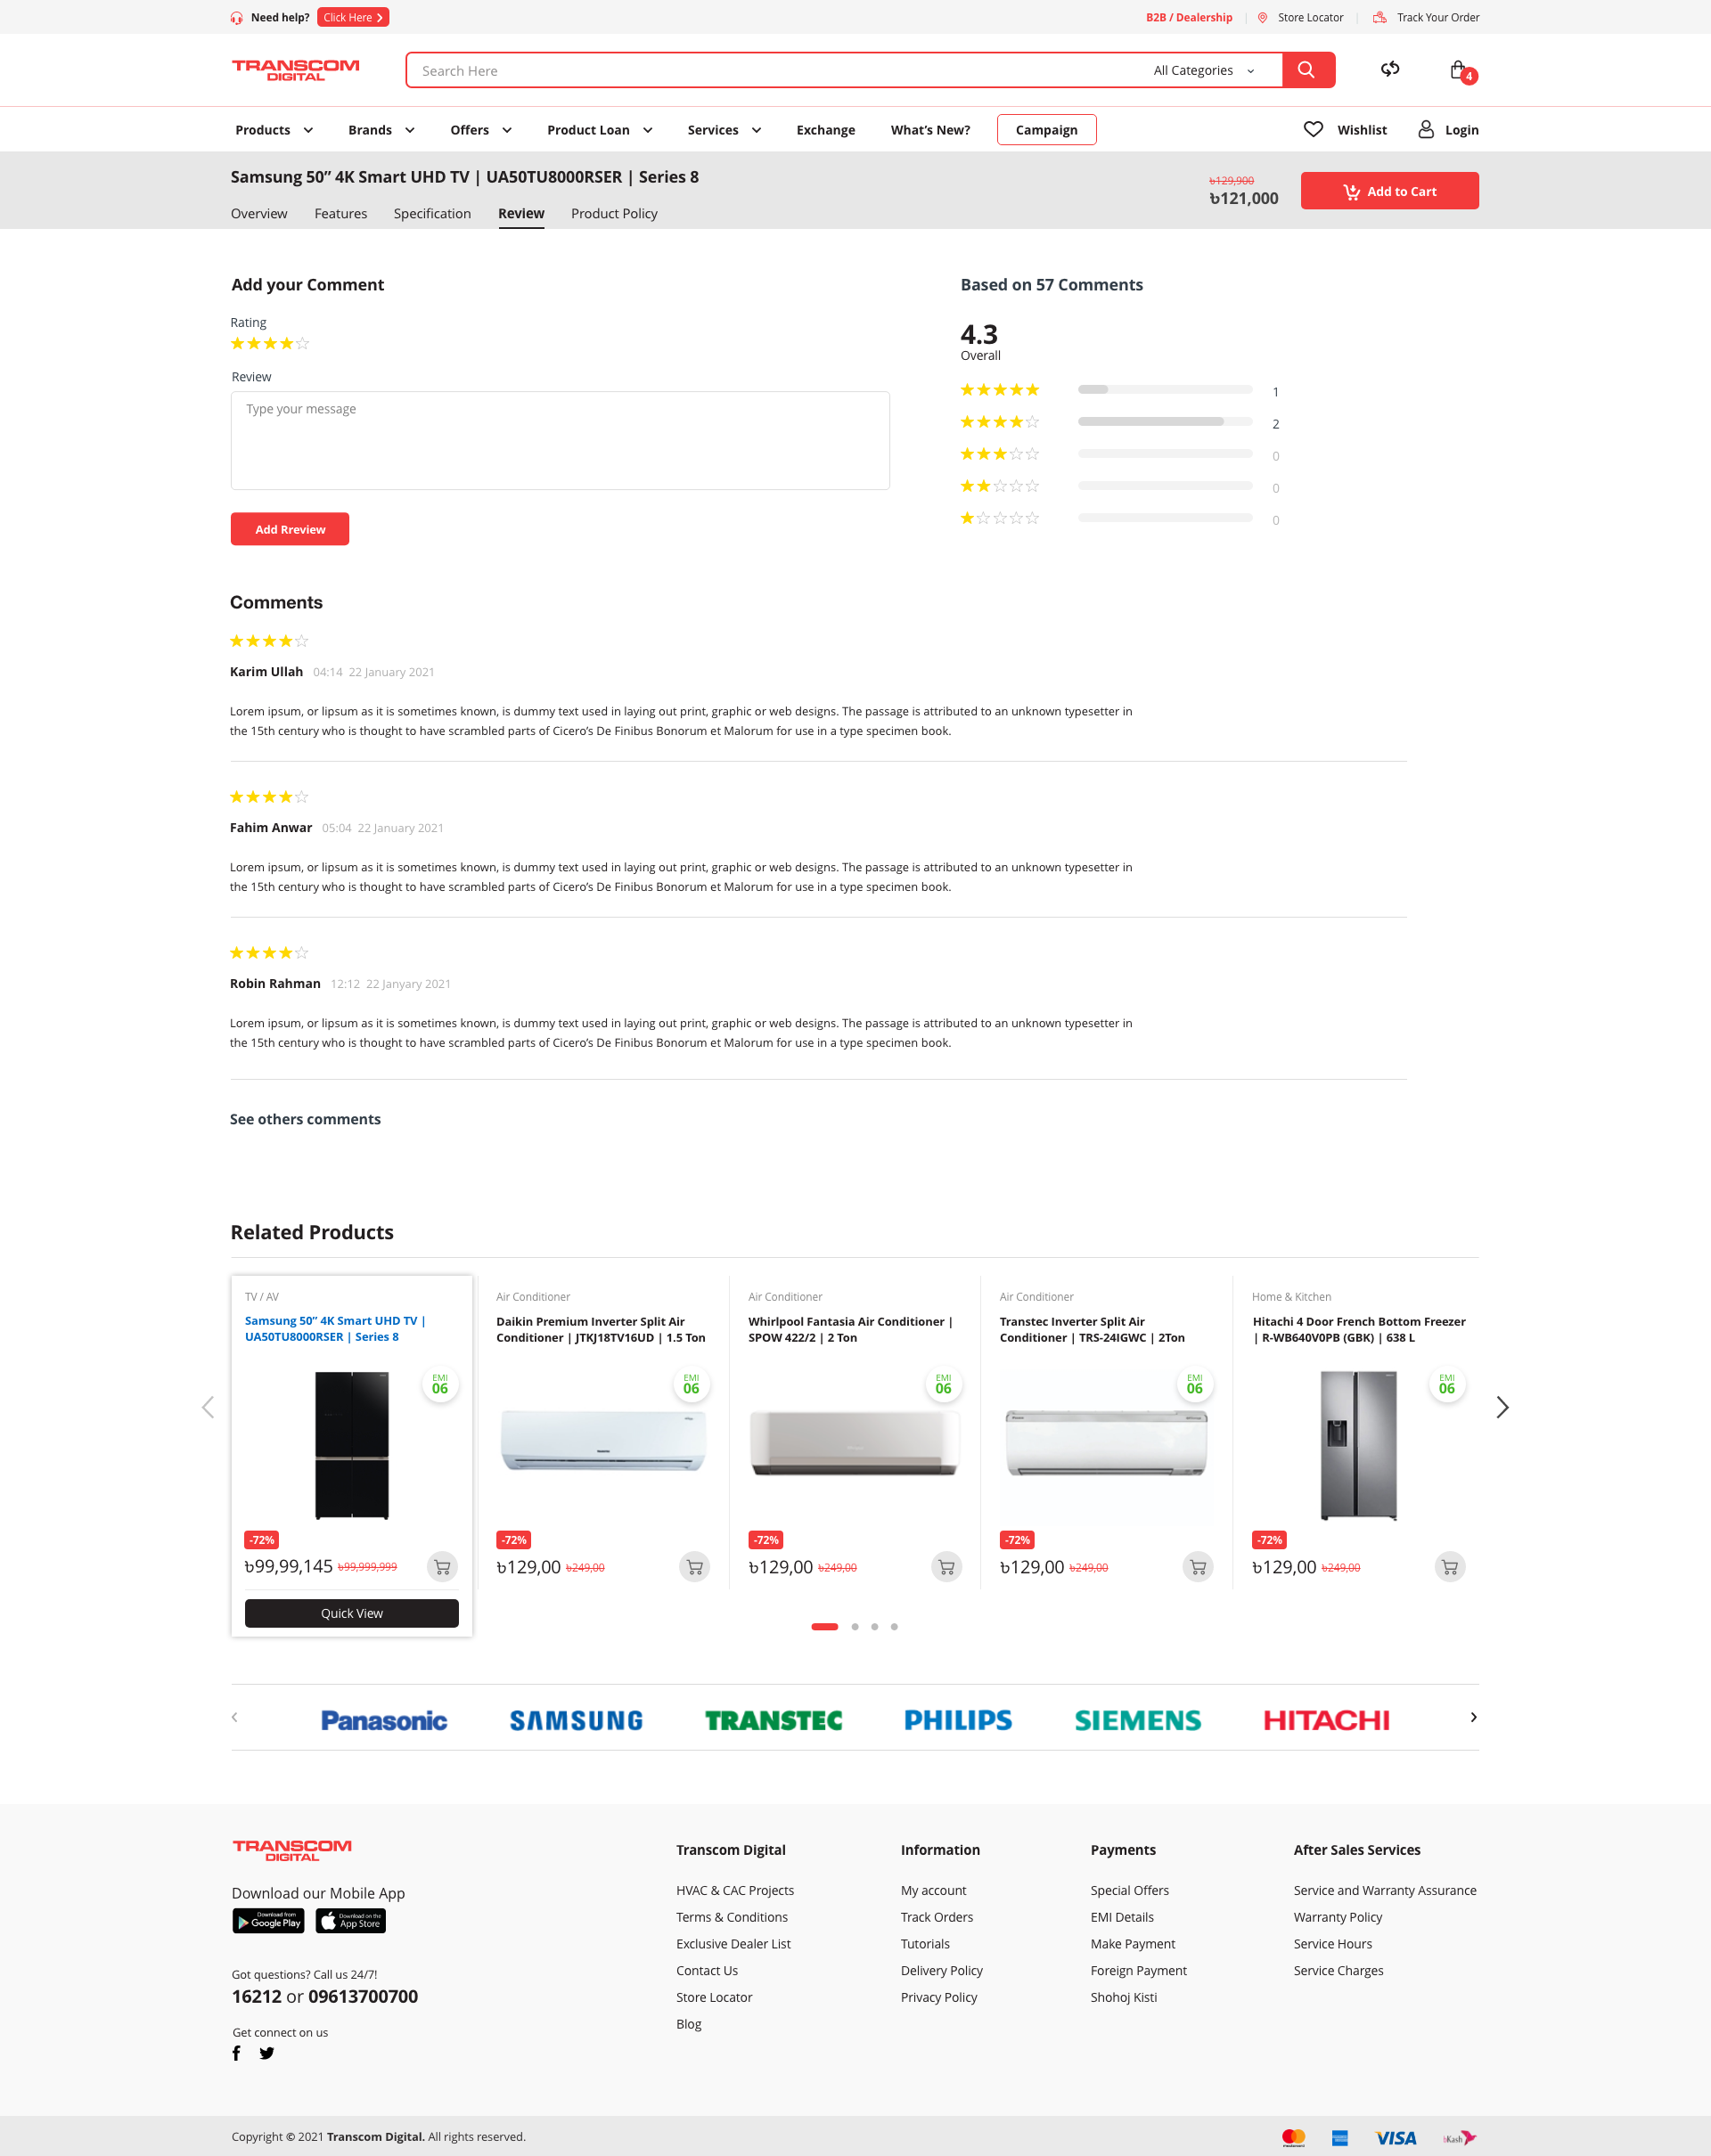 Need help? Click Here
B2B / Dealership | Store Locator | Track Your Order
TRANSCOM
DIGITAL
Search Here All Categories
4
Products Brands Offers Product Loan Services Exchange What's New? Campaign Wishlist Login
Samsung 50” 4K Smart UHD TV | UA50TU8000RSER | Series 8
৳129,900
৳121,000
Add to Cart
Overview Features Specification Review Product Policy
Add your Comment
Rating
Review
Type your message
Add Rreview
Based on 57 Comments
4.3
Overall
1
2
0
0
0
Comments
Karim Ullah 04:14 22 January 2021
Lorem ipsum, or lipsum as it is sometimes known, is dummy text used in laying out print, graphic or web designs. The passage is attributed to an unknown typesetter in
the 15th century who is thought to have scrambled parts of Cicero’s De Finibus Bonorum et Malorum for use in a type specimen book.
Fahim Anwar 05:04 22 January 2021
Lorem ipsum, or lipsum as it is sometimes known, is dummy text used in laying out print, graphic or web designs. The passage is attributed to an unknown typesetter in
the 15th century who is thought to have scrambled parts of Cicero’s De Finibus Bonorum et Malorum for use in a type specimen book.
Robin Rahman 12:12 22 Janyary 2021
Lorem ipsum, or lipsum as it is sometimes known, is dummy text used in laying out print, graphic or web designs. The passage is attributed to an unknown typesetter in
the 15th century who is thought to have scrambled parts of Cicero’s De Finibus Bonorum et Malorum for use in a type specimen book.
See others comments
Related Products
TV / AV
Samsung 50” 4K Smart UHD TV |
UA50TU8000RSER | Series 8
EMI
06
-72%
৳99,99,145 ৳99,999,999
Quick View
Air Conditioner
Daikin Premium Inverter Split Air
Conditioner | JTKJ18TV16UD | 1.5 Ton
EMI
06
-72%
৳129,00 ৳249,00
Air Conditioner
Whirlpool Fantasia Air Conditioner |
SPOW 422/2 | 2 Ton
EMI
06
-72%
৳129,00 ৳249,00
Air Conditioner
Transtec Inverter Split Air
Conditioner | TRS-24IGWC | 2Ton
EMI
06
-72%
৳129,00 ৳249,00
Home & Kitchen
Hitachi 4 Door French Bottom Freezer
| R-WB640V0PB (GBK) | 638 L
EMI
06
-72%
৳129,00 ৳249,00
Panasonic SAMSUNG TRANSTEC PHILIPS SIEMENS HITACHI
TRANSCOM
DIGITAL
Download our Mobile App
Download from
Google Play
Download on the
App Store
Got questions? Call us 24/7!
16212 or 09613700700
Get connect on us
Transcom Digital
HVAC & CAC Projects
Terms & Conditions
Exclusive Dealer List
Contact Us
Store Locator
Blog
Information
My account
Track Orders
Tutorials
Delivery Policy
Privacy Policy
Payments
Special Offers
EMI Details
Make Payment
Foreign Payment
Shohoj Kisti
After Sales Services
Service and Warranty Assurance
Warranty Policy
Service Hours
Service Charges
Copyright © 2021 Transcom Digital. All rights reserved.
VISA
bKash